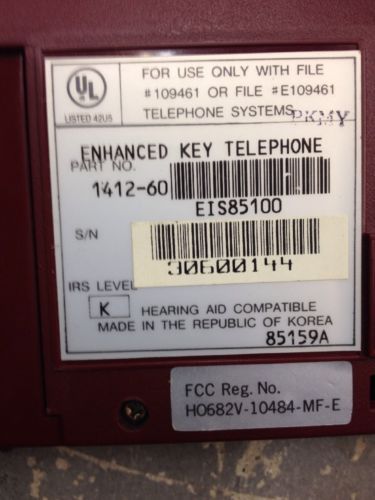 UL
LISTED 42U5
FOR USE ONLY WITH FILE
#109461 OR FILE #E109461
TELEPHONE SYSTEMS
PKMY
ENHANCED KEY TELEPHONE
PART NO.
1412-60
EIS85100
S/N
30600144
IRS LEVEL
K HEARING AID COMPATIBLE
MADE IN THE REPUBLIC OF KOREA
85159A
FCC Reg. No.
HO682V-10484-MF-E